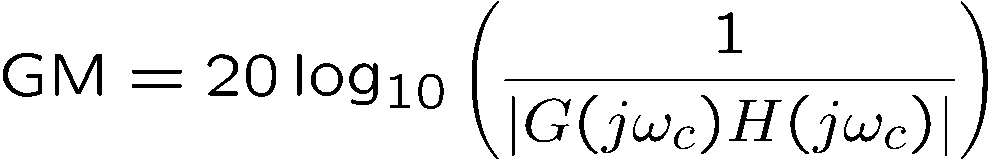 GM = 20 log₁₀ ( 1 / |G(jω_c)H(jω_c)| )